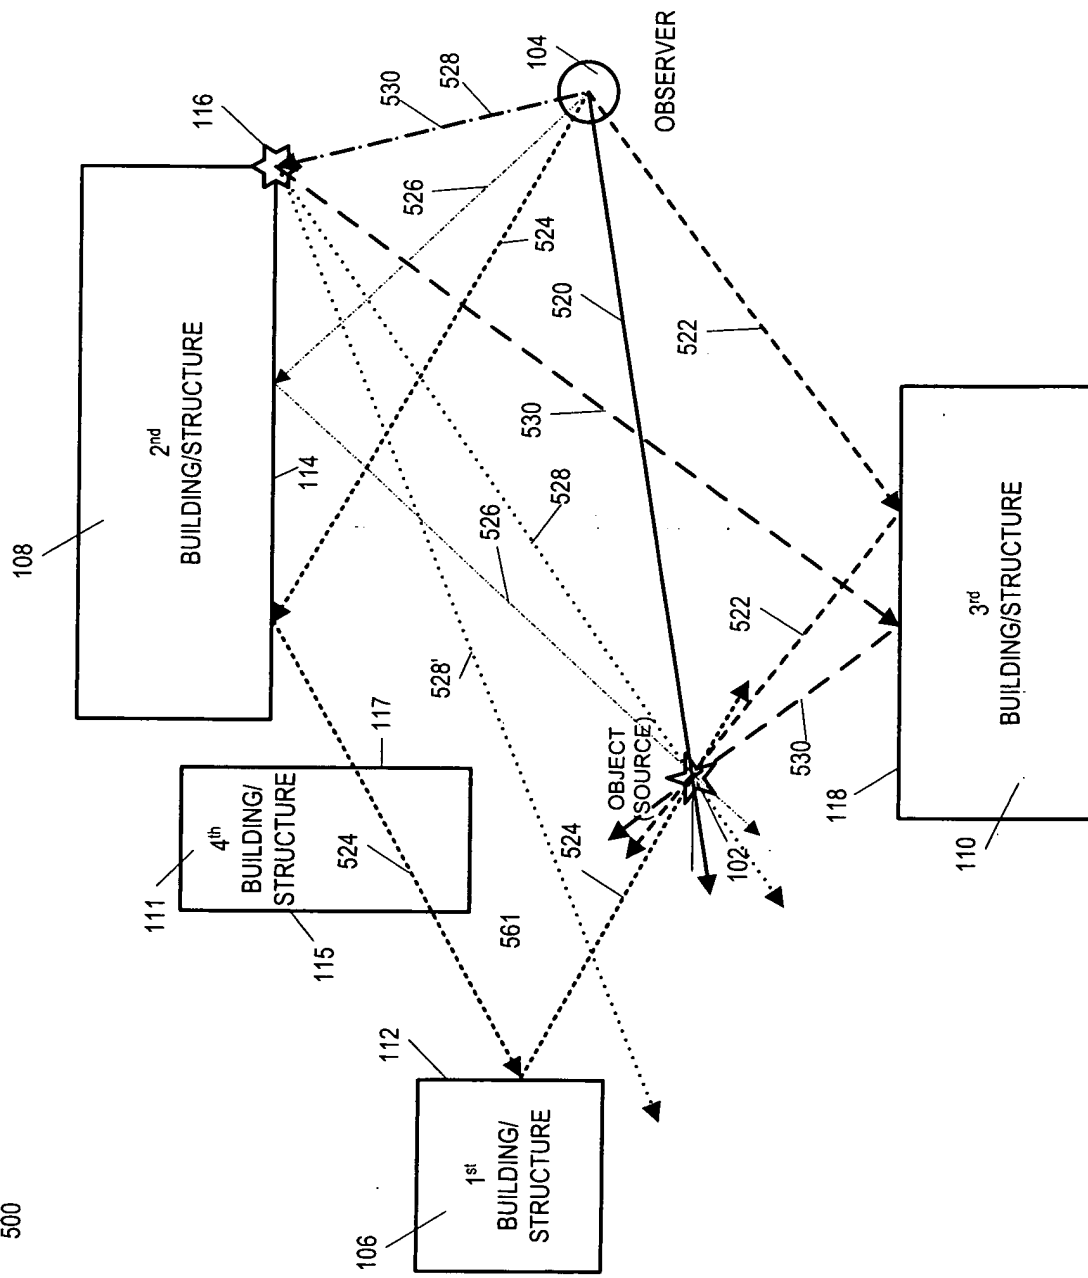 500
108
2nd
BUILDING/STRUCTURE
114
116
111
4th
BUILDING/
STRUCTURE
524
115
117
106
1st
BUILDING/
STRUCTURE
112
530
528
526
524
528'
526
561
528
530
520
104
OBSERVER
524
OBJECT
(SOURCE)
102
522
522
530
118
110
3rd
BUILDING/STRUCTURE